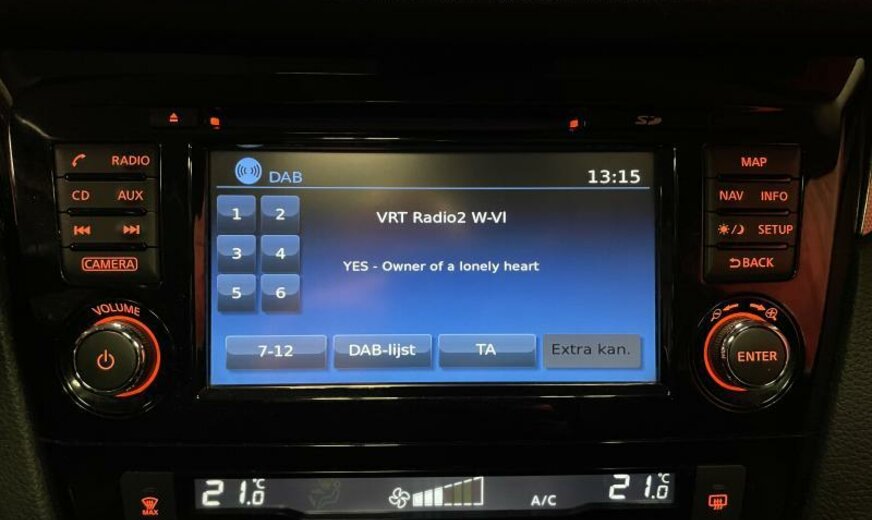 SD
RADIO
CD AUX
CAMERA
VOLUME
DAB 13:15
1 2
3 4
5 6
VRT Radio2 W-Vl
YES - Owner of a lonely heart
7-12 DAB-lijst TA Extra kan.
MAP
NAV INFO
SETUP
BACK
ENTER
MAX
21.0°C
A/C
21.0°C